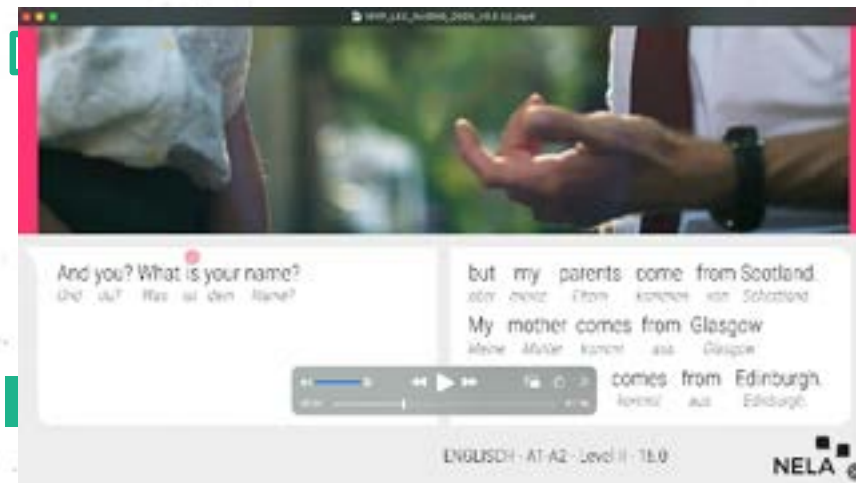 And you? What is your name?
Und du? Was ist dein Name?
but my parents come from Scotland.
aber meine Eltern kommen von Schottland
My mother comes from Glasgow
Meine Mutter kommt aus Glasgow
comes from Edinburgh.
kommt aus Edinburgh.
ENGLISCH - A1-A2 - Level II - 16.0
NELA